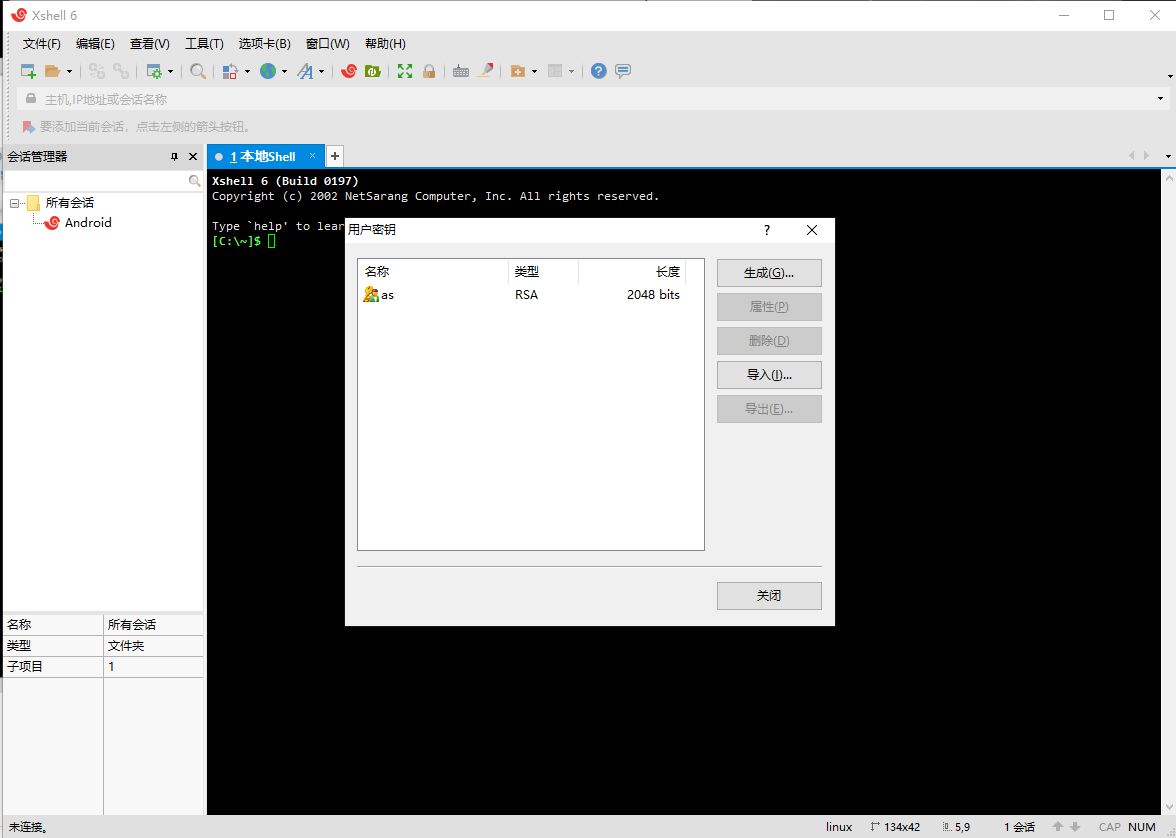 Xshell 6
文件(F) 编辑(E) 查看(V) 工具(T) 选项卡(B) 窗口(W) 帮助(H)
主机,IP地址或会话名称
要添加当前会话，点击左侧的箭头按钮。
会话管理器
1 本地Shell
所有会话
Android
Xshell 6 (Build 0197)
Copyright (c) 2002 NetSarang Computer, Inc. All rights reserved.
Type `help' to lear
[C:\~]$
用户密钥
名称 类型 长度
as RSA 2048 bits
生成(G)...
属性(P)
删除(D)
导入(I)...
导出(E)...
关闭
名称 所有会话
类型 文件夹
子项目 1
未连接。 linux 134x42 5,9 1 会话 CAP NUM